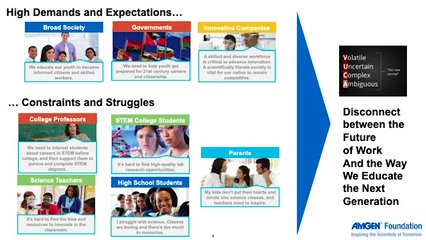 High Demands and Expectations…
Broad Society
We educate our youth to become
informed citizens and skilled
workers.
Governments
We need to help youth get
prepared for 21st century careers
and citizenship.
Innovative Companies
A skilled and diverse workforce
is critical to advance innovation.
A scientifically literate society is
vital for our nation to remain
competitive.
… Constraints and Struggles
College Professors
We need to interest students
about careers in STEM before
college, and then support them to
pursue and complete STEM
degrees.
STEM College Students
It's hard to find high-quality lab
research opportunities.
Parents
My kids don't put their hearts and
minds into science classes, and
teachers need to inspire.
Science Teachers
It's hard to find the time and
resources to innovate in the
classroom.
High School Students
I struggle with science. Classes
are boring and there's too much
to memorize.
Volatile
Uncertain
Complex
Ambiguous
The new
normal?
Disconnect
between the
Future
of Work
And the Way
We Educate
the Next
Generation
AMGEN Foundation
Inspiring the Scientists of Tomorrow